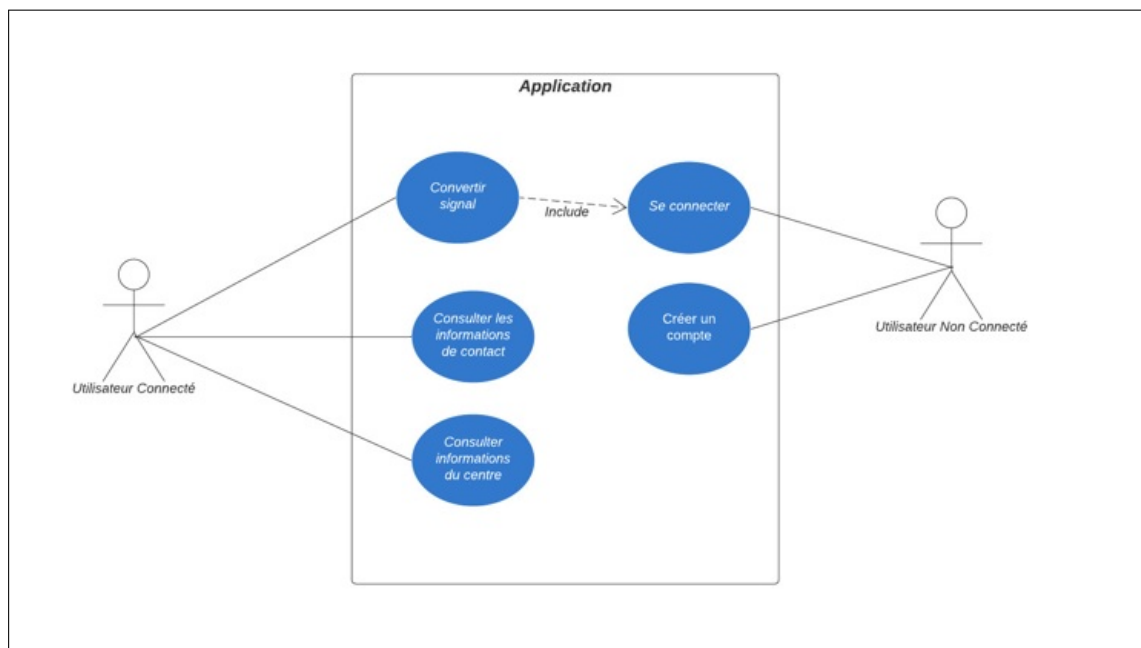 Application
Convertir
signal
Include
Se connecter
Consulter les
informations
de contact
Créer un
compte
Utilisateur Non Connecté
Utilisateur Connecté
Consulter
informations
du centre